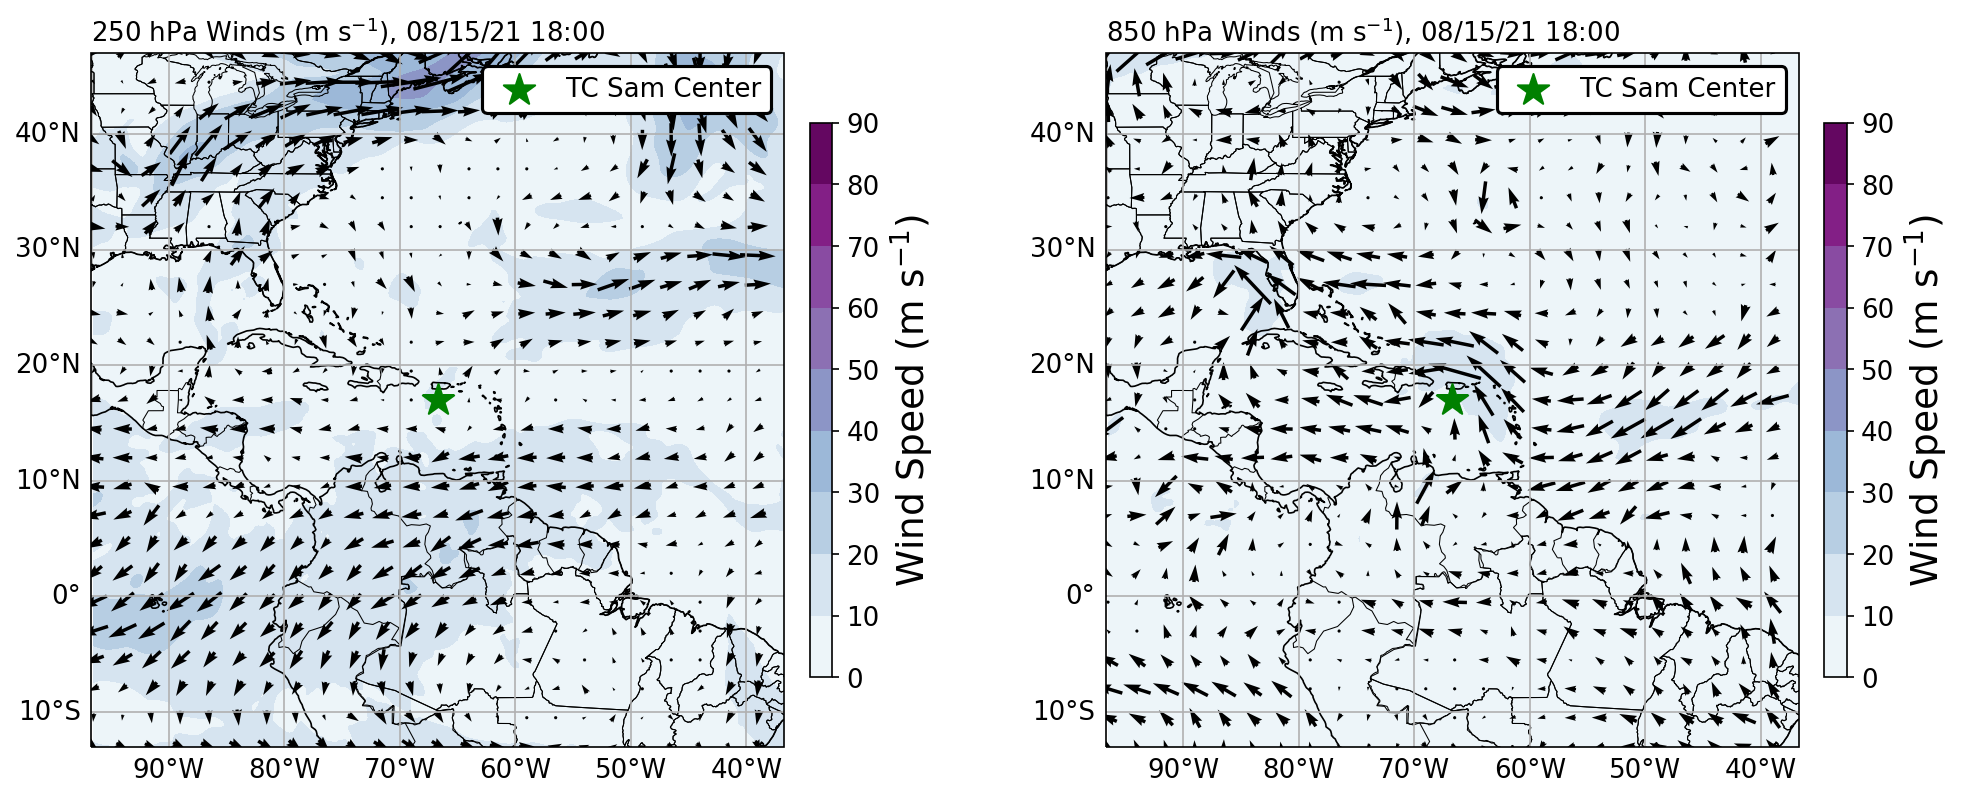 250 hPa Winds (m s⁻¹), 08/15/21 18:00
TC Sam Center
40°N
30°N
20°N
10°N
0°
10°S
90°W 80°W 70°W 60°W 50°W 40°W
90
80
70
60
50
40
30
20
10
0
Wind Speed (m s⁻¹)
850 hPa Winds (m s⁻¹), 08/15/21 18:00
TC Sam Center
40°N
30°N
20°N
10°N
0°
10°S
90°W 80°W 70°W 60°W 50°W 40°W
90
80
70
60
50
40
30
20
10
0
Wind Speed (m s⁻¹)